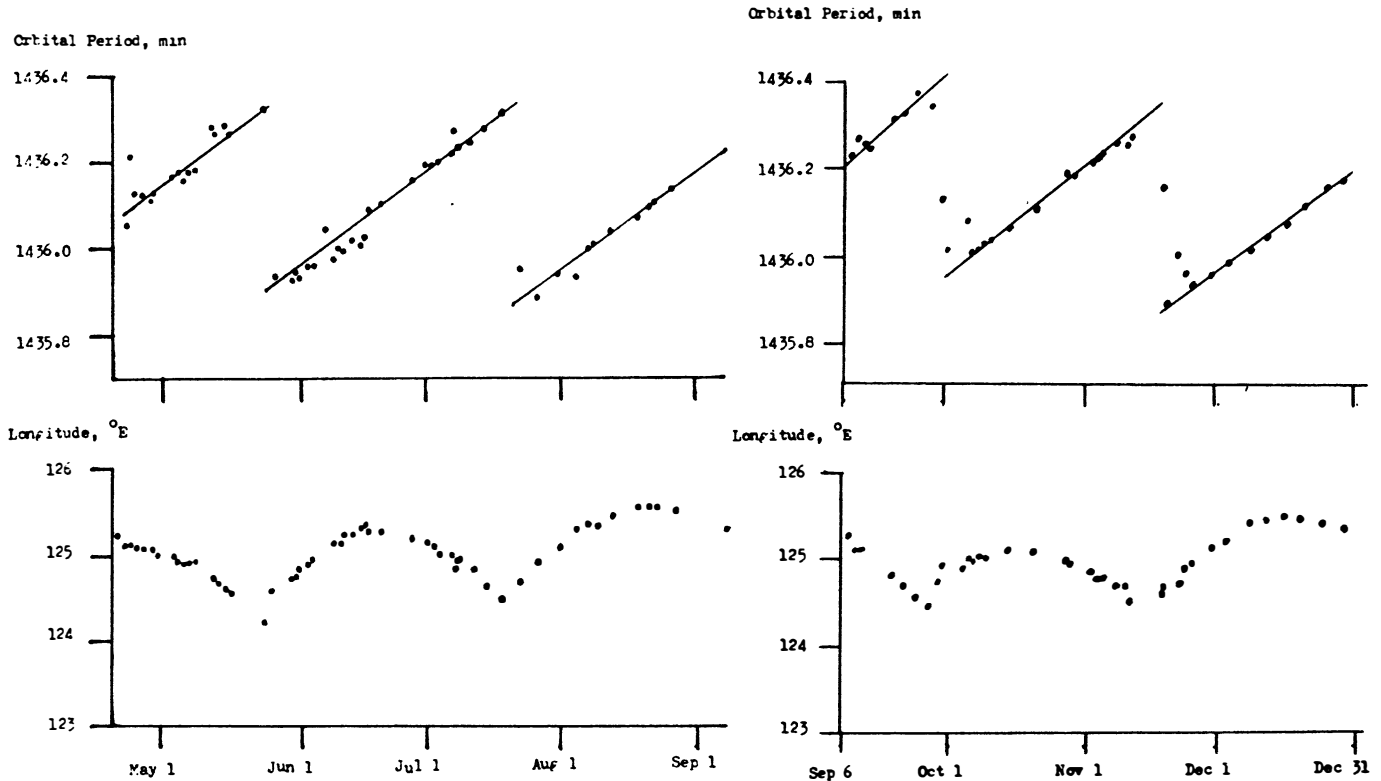 Orbital Period, min
1436.4
1436.2
1436.0
1435.8
Longitude, °E
126
125
124
123
May 1
Jun 1
Jul 1
Aug 1
Sep 1
Orbital Period, min
1436.4
1436.2
1436.0
1435.8
Longitude, °E
126
125
124
123
Sep 6
Oct 1
Nov 1
Dec 1
Dec 31